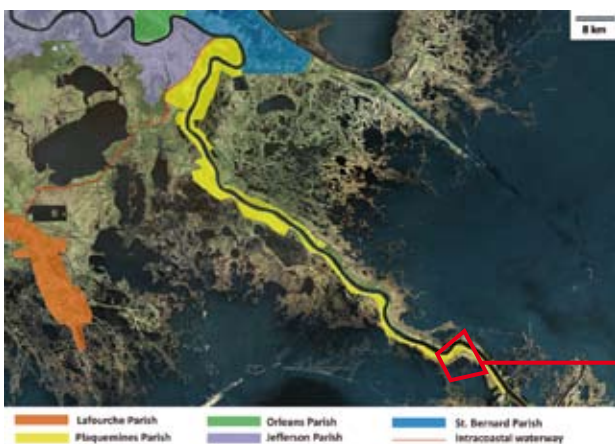 8 km
Lafourche Parish
Orleans Parish
St. Bernard Parish
Plaquemines Parish
Jefferson Parish
Intracoastal waterway